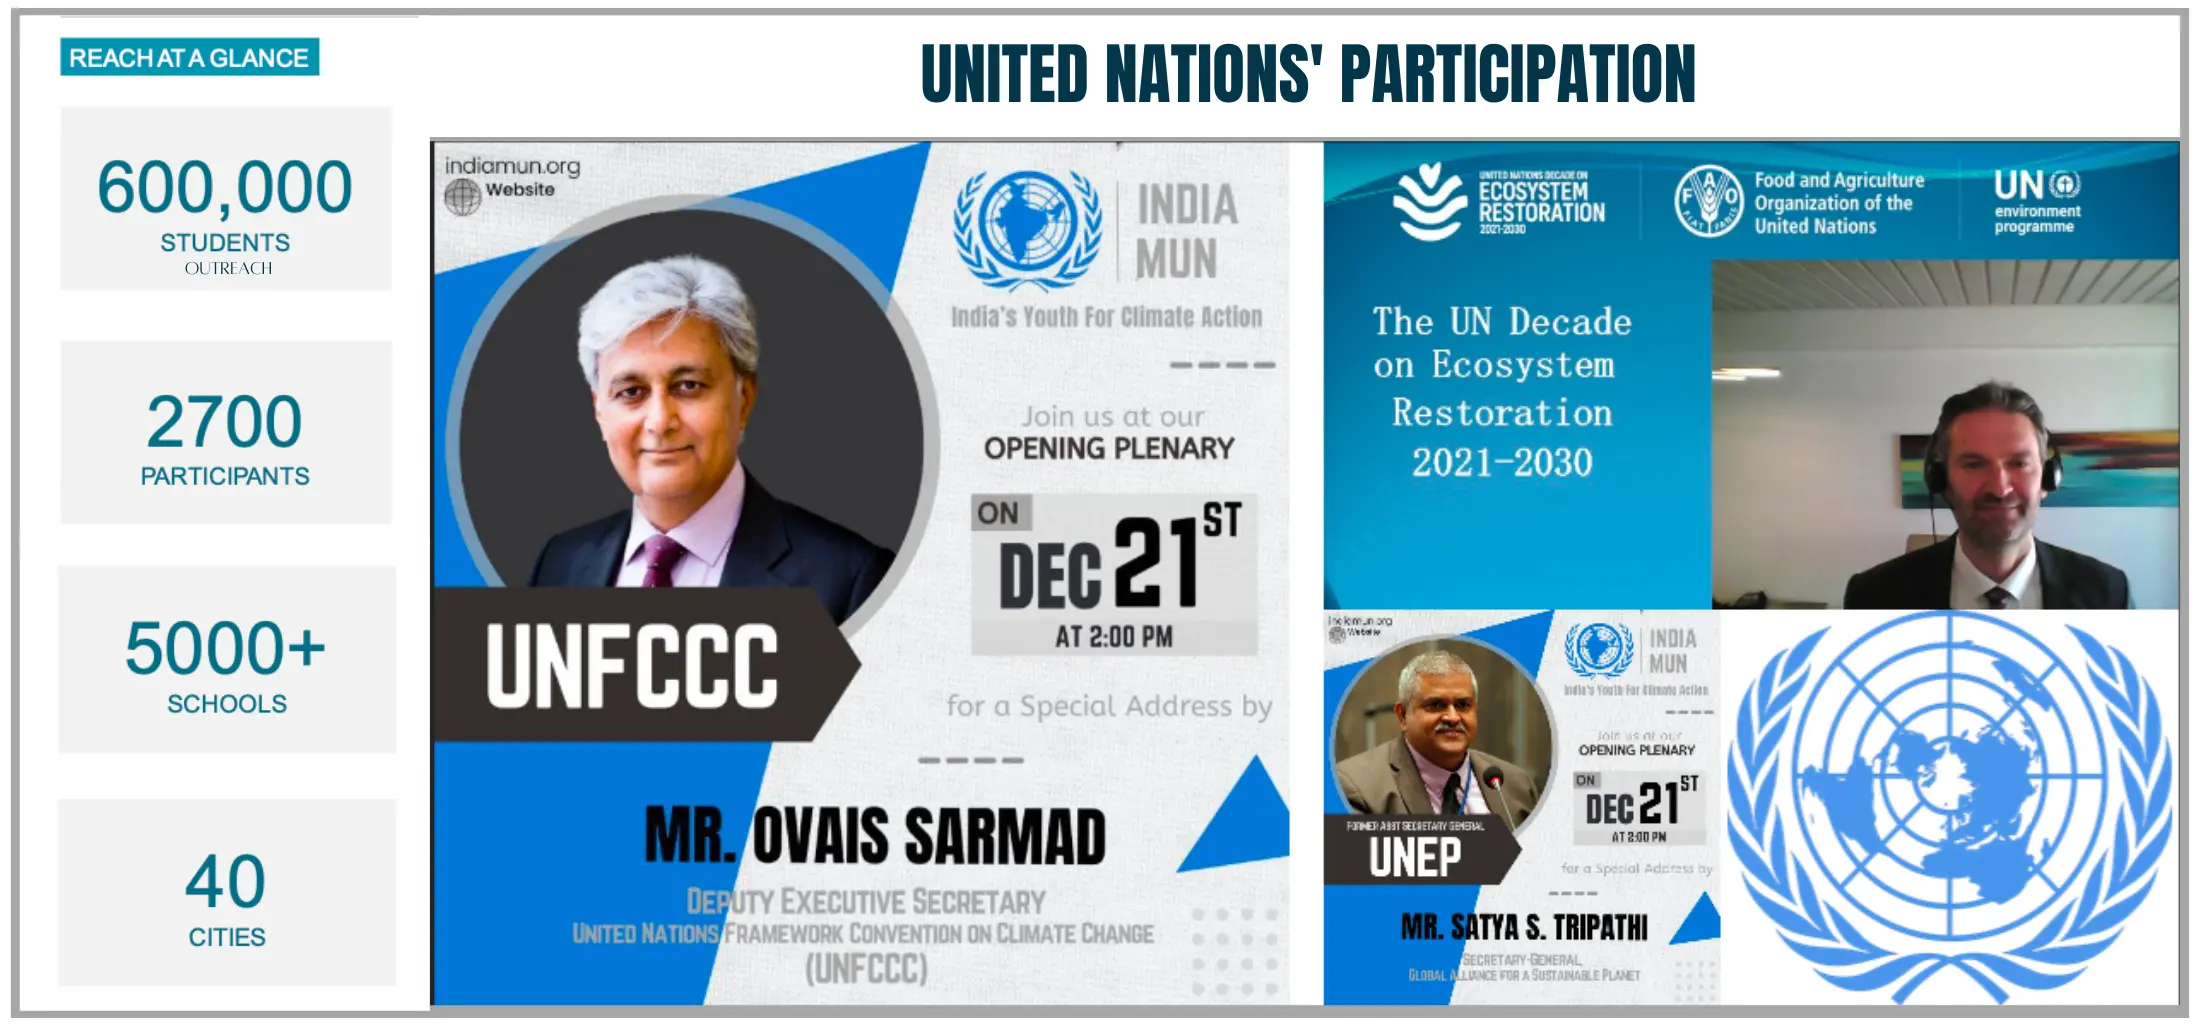 REACH AT A GLANCE
600,000
STUDENTS
OUTREACH
2700
PARTICIPANTS
5000+
SCHOOLS
40
CITIES
UNITED NATIONS' PARTICIPATION
indiamun.org
Website
INDIA
MUN
India's Youth For Climate Action
Join us at our
OPENING PLENARY
ON
DEC 21ST
AT 2:00 PM
for a Special Address by
UNFCCC
MR. OVAIS SARMAD
DEPUTY EXECUTIVE SECRETARY
UNITED NATIONS FRAMEWORK CONVENTION ON CLIMATE CHANGE
(UNFCCC)
UNITED NATIONS DECADE ON
ECOSYSTEM
RESTORATION
2021-2030
FAO
FIAT PANIS
Food and Agriculture
Organization of the
United Nations
UN
environment
programme
The UN Decade
on Ecosystem
Restoration
2021-2030
indiamun.org
Website
INDIA
MUN
India's Youth For Climate Action
Join us at our
OPENING PLENARY
ON
DEC 21ST
AT 2:00 PM
for a Special Address by
FORMER ASST SECRETARY GENERAL
UNEP
MR. SATYA S. TRIPATHI
SECRETARY-GENERAL,
GLOBAL ALLIANCE FOR A SUSTAINABLE PLANET